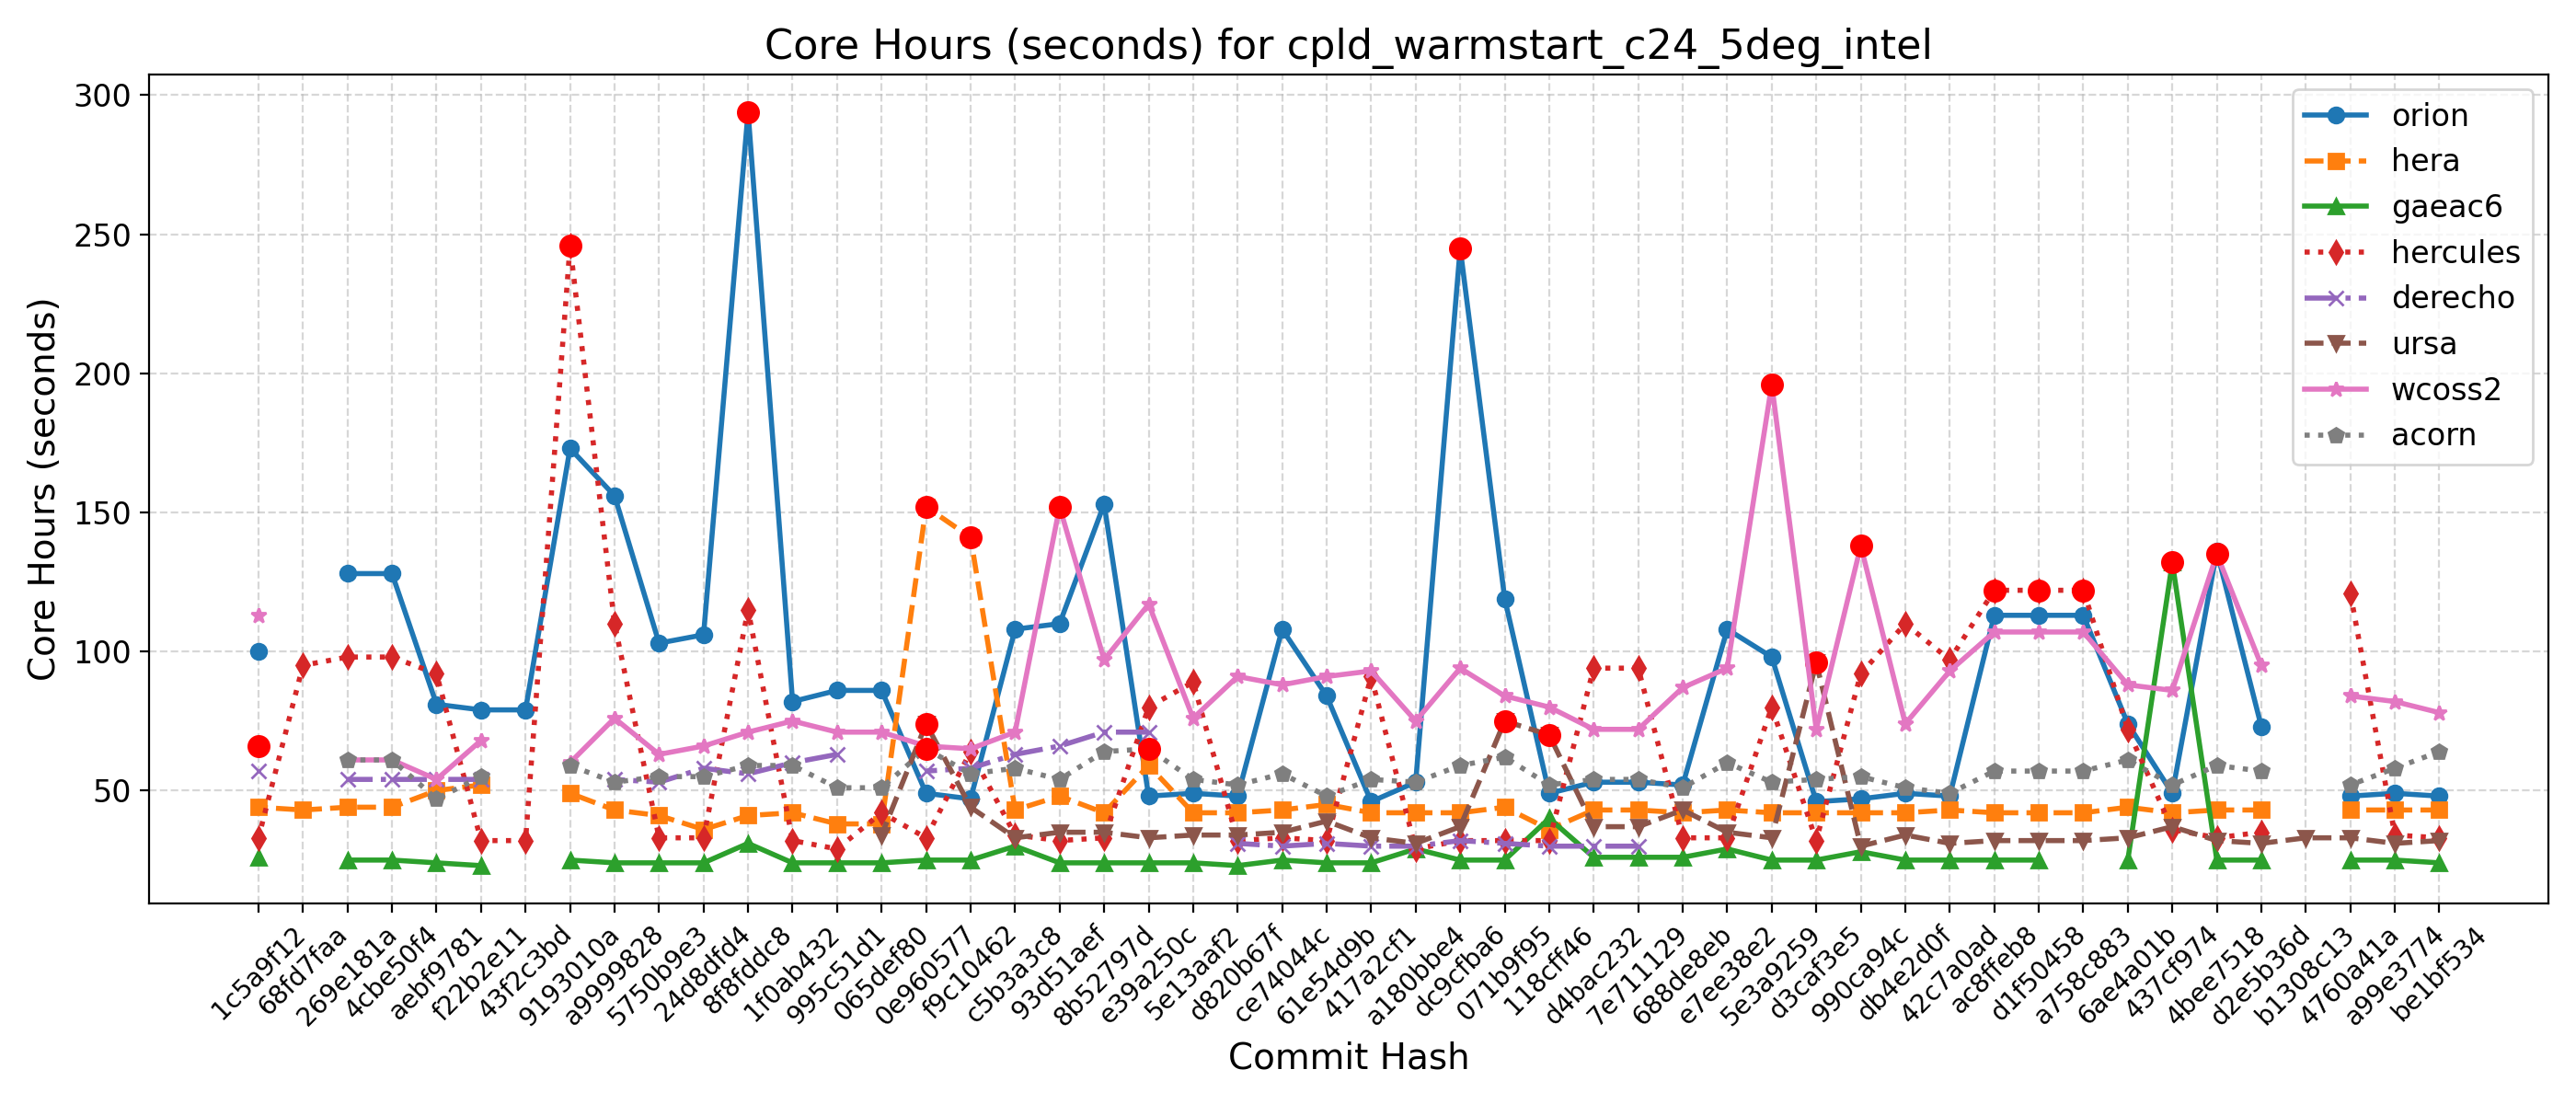 Core Hours (seconds) for cpld_warmstart_c24_5deg_intel
Core Hours (seconds)
300
250
200
150
100
50
orion
hera
gaeac6
hercules
derecho
ursa
wcoss2
acorn
1c5a9f12
68fd7faa
269e181a
4cbe50f4
aebf9781
f22b2e11
43f2c3bd
9193010a
a9999828
5750b9e3
24d8dfd4
8f8fddc8
1f0ab432
995c51d1
065def80
0e960577
f9c10462
c5b3a3c8
93d51aef
8b52797d
e39a250c
5e13aaf2
d820b67f
ce74044c
61e54d9b
417a2cf1
a180bbe4
dc9cfba6
071b9f95
118cff46
d4bac232
7e711129
688de8eb
e7ee38e2
5e3a9259
d3caf3e5
990ca94c
db4e2d0f
42c7a0ad
ac8ffeb8
d1f50458
a758c883
6ae4a01b
437cf974
4bee7518
d2e5b36d
b1308c13
4760a41a
a99e3774
be1bf534
Commit Hash